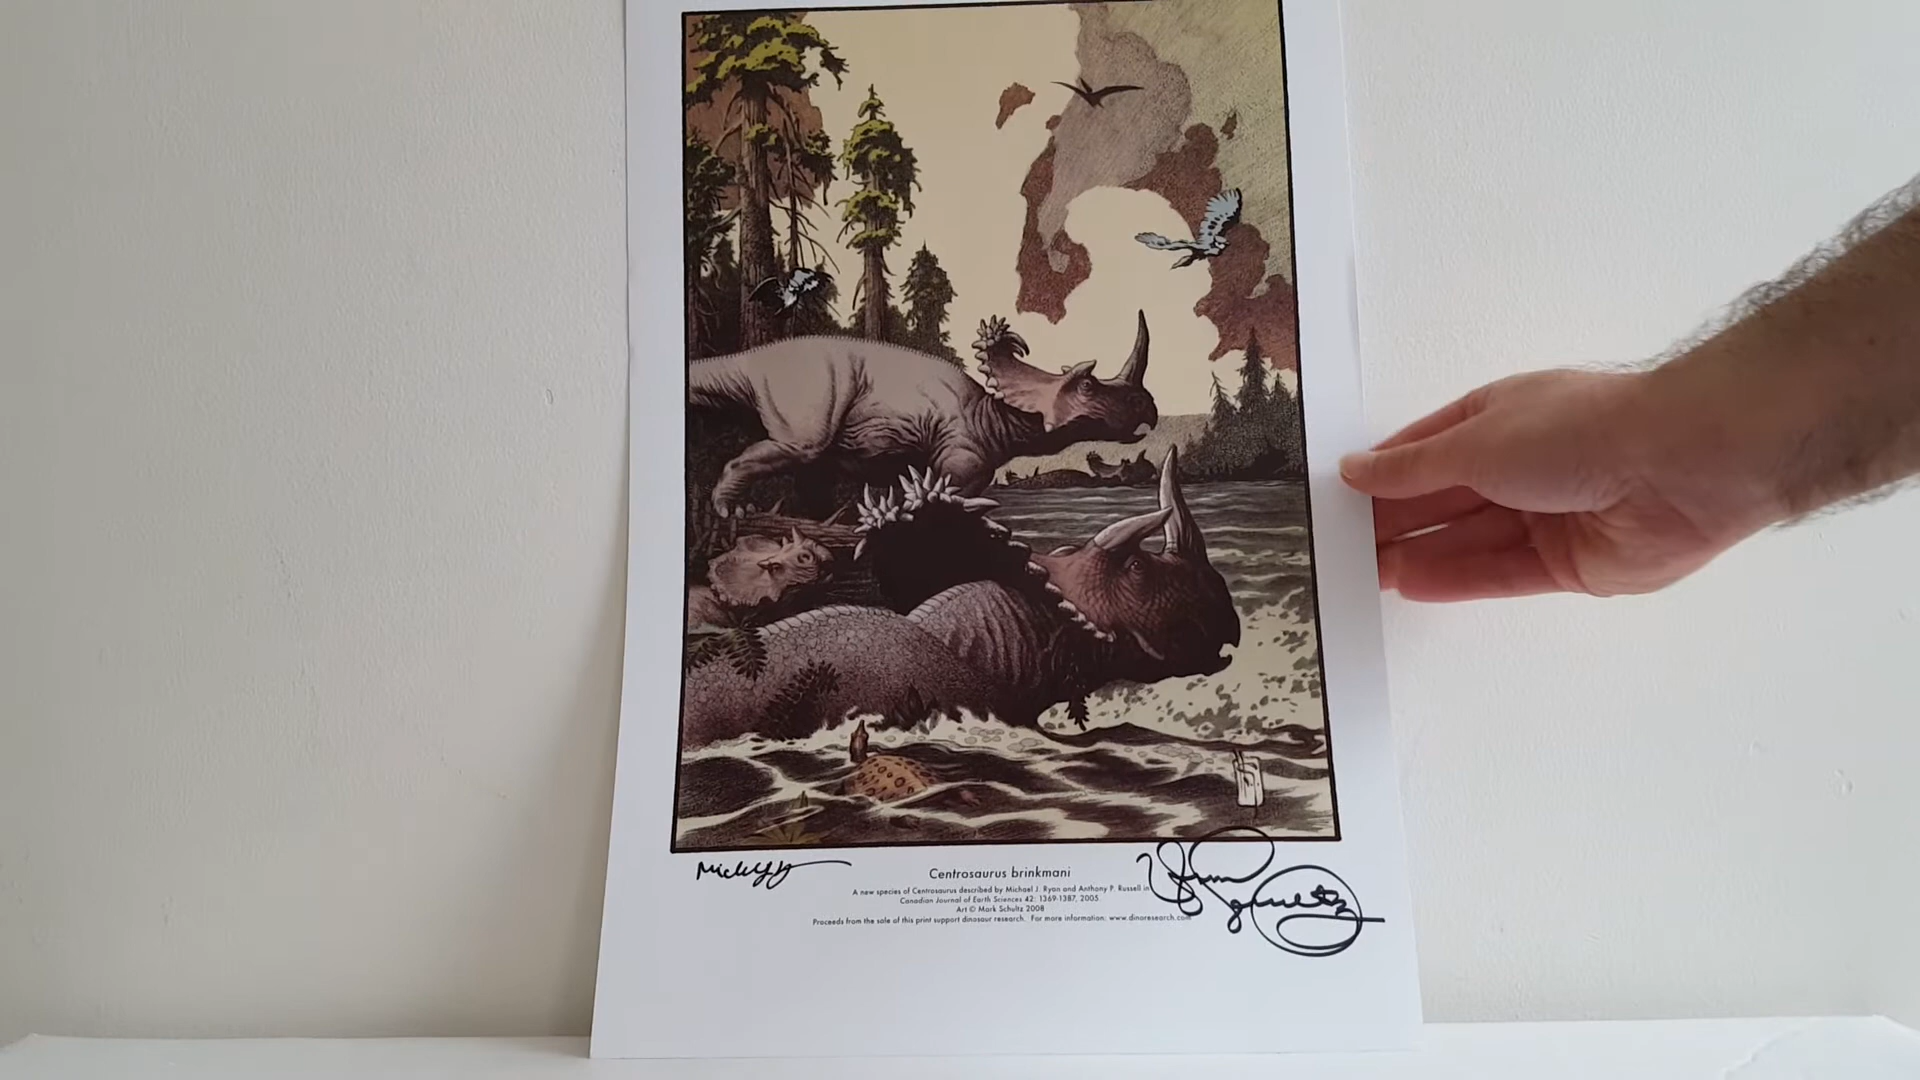 Centrosaurus brinkmani
A new species of Centrosaurus described by Michael J. Ryan and Anthony P. Russell in
Canadian Journal of Earth Sciences 42: 1369-1387, 2005
Art © Mark Schultz 2008
Proceeds from the sale of this print support dinosaur research. For more information: www.dinoresearch.com